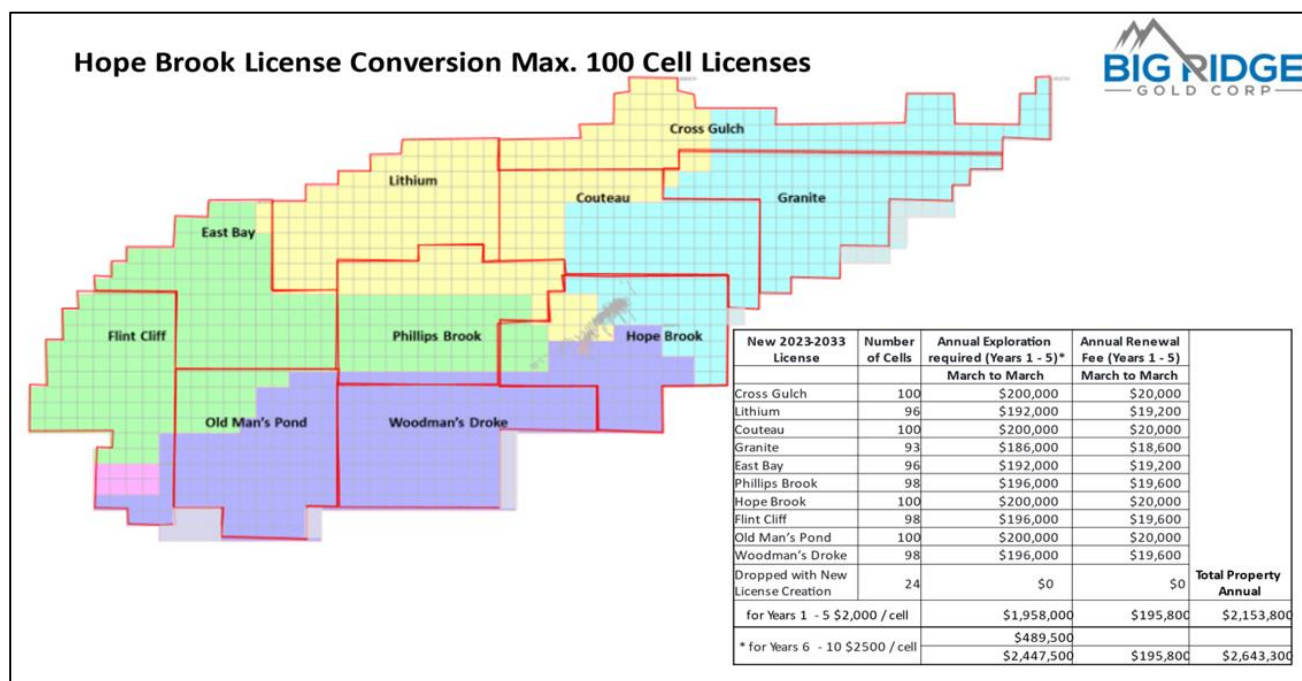 Hope Brook License Conversion Max. 100 Cell Licenses
BIG RIDGE
GOLD CORP
Cross Gulch
Lithium
Couteau
Granite
East Bay
Flint Cliff
Phillips Brook
Hope Brook
Old Man's Pond
Woodman's Droke
New 2023-2033 License Number of Cells Annual Exploration required (Years 1 - 5)* Annual Renewal Fee (Years 1 - 5)
March to March March to March
Cross Gulch 100 $200,000 $20,000
Lithium 96 $192,000 $19,200
Couteau 100 $200,000 $20,000
Granite 93 $186,000 $18,600
East Bay 96 $192,000 $19,200
Phillips Brook 98 $196,000 $19,600
Hope Brook 100 $200,000 $20,000
Flint Cliff 98 $196,000 $19,600
Old Man's Pond 100 $200,000 $20,000
Woodman's Droke 98 $196,000 $19,600
Dropped with New License Creation 24 $0 $0 Total Property Annual
for Years 1 - 5 $2,000 / cell $1,958,000 $195,800 $2,153,800
* for Years 6 - 10 $2500 / cell $489,500
$2,447,500 $195,800 $2,643,300